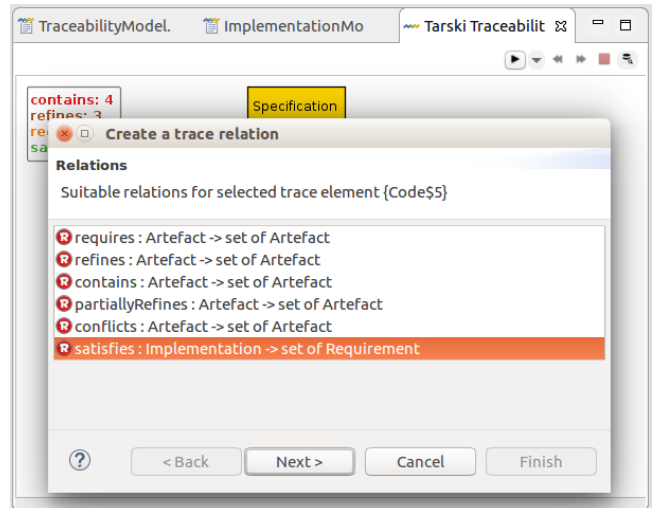 TraceabilityModel. ImplementationMo Tarski Traceabilit
contains: 4
refines: 3
Specification
re
sa
Create a trace relation
Relations
Suitable relations for selected trace element {Code$5}
R requires : Artefact -> set of Artefact
R refines : Artefact -> set of Artefact
R contains : Artefact -> set of Artefact
R partiallyRefines : Artefact -> set of Artefact
R conflicts : Artefact -> set of Artefact
R satisfies : Implementation -> set of Requirement
? < Back Next > Cancel Finish